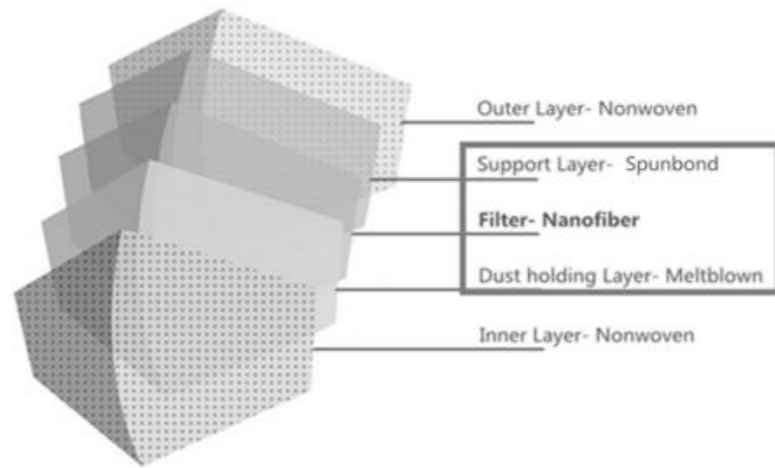 Outer Layer- Nonwoven
Support Layer- Spunbond
Filter- Nanofiber
Dust holding Layer- Meltblown
Inner Layer- Nonwoven